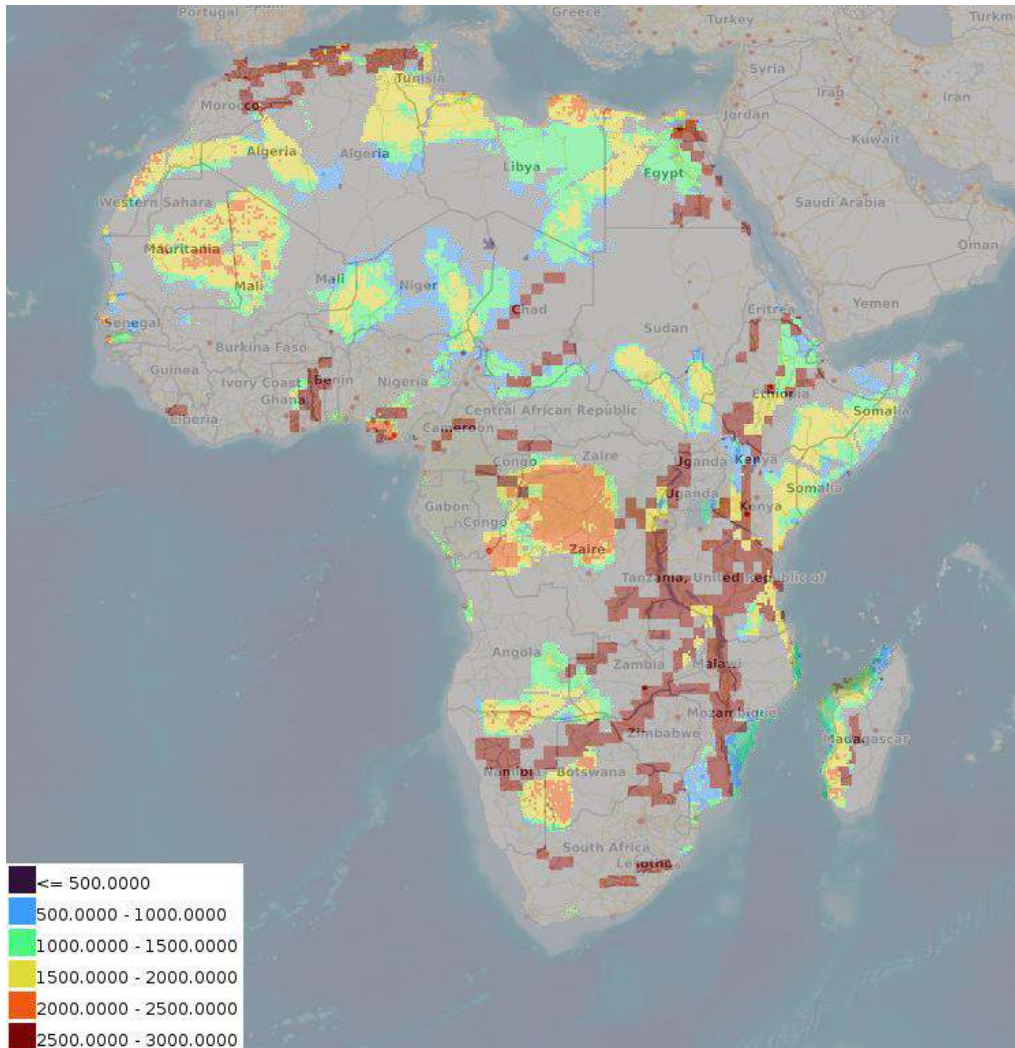 Portugal
Spain
Greece
Turkey
Turkm
Syria
Iraq
Iran
Jordan
Kuwait
Tunisia
Morocco
Algeria
Algeria
Libya
Egypt
Western Sahara
Saudi Arabia
Oman
Mauritania
Mali
Mali
Niger
Chad
Sudan
Eritrea
Yemen
Senegal
Burkina Faso
Guinea
Ivory Coast
Ghana
Benin
Nigeria
Liberia
Cameroon
Central African Republic
Ethiopia
Somalia
Somalia
Congo
Zaire
Uganda
Kenya
Gabon
Uganda
Kenya
Congo
Zaire
Tanzania, United Republic of
Angola
Zambia
Malawi
Mozambique
Zimbabwe
Madagascar
Namibia
Botswana
South Africa
Lesotho
<= 500.0000
500.0000 - 1000.0000
1000.0000 - 1500.0000
1500.0000 - 2000.0000
2000.0000 - 2500.0000
2500.0000 - 3000.0000